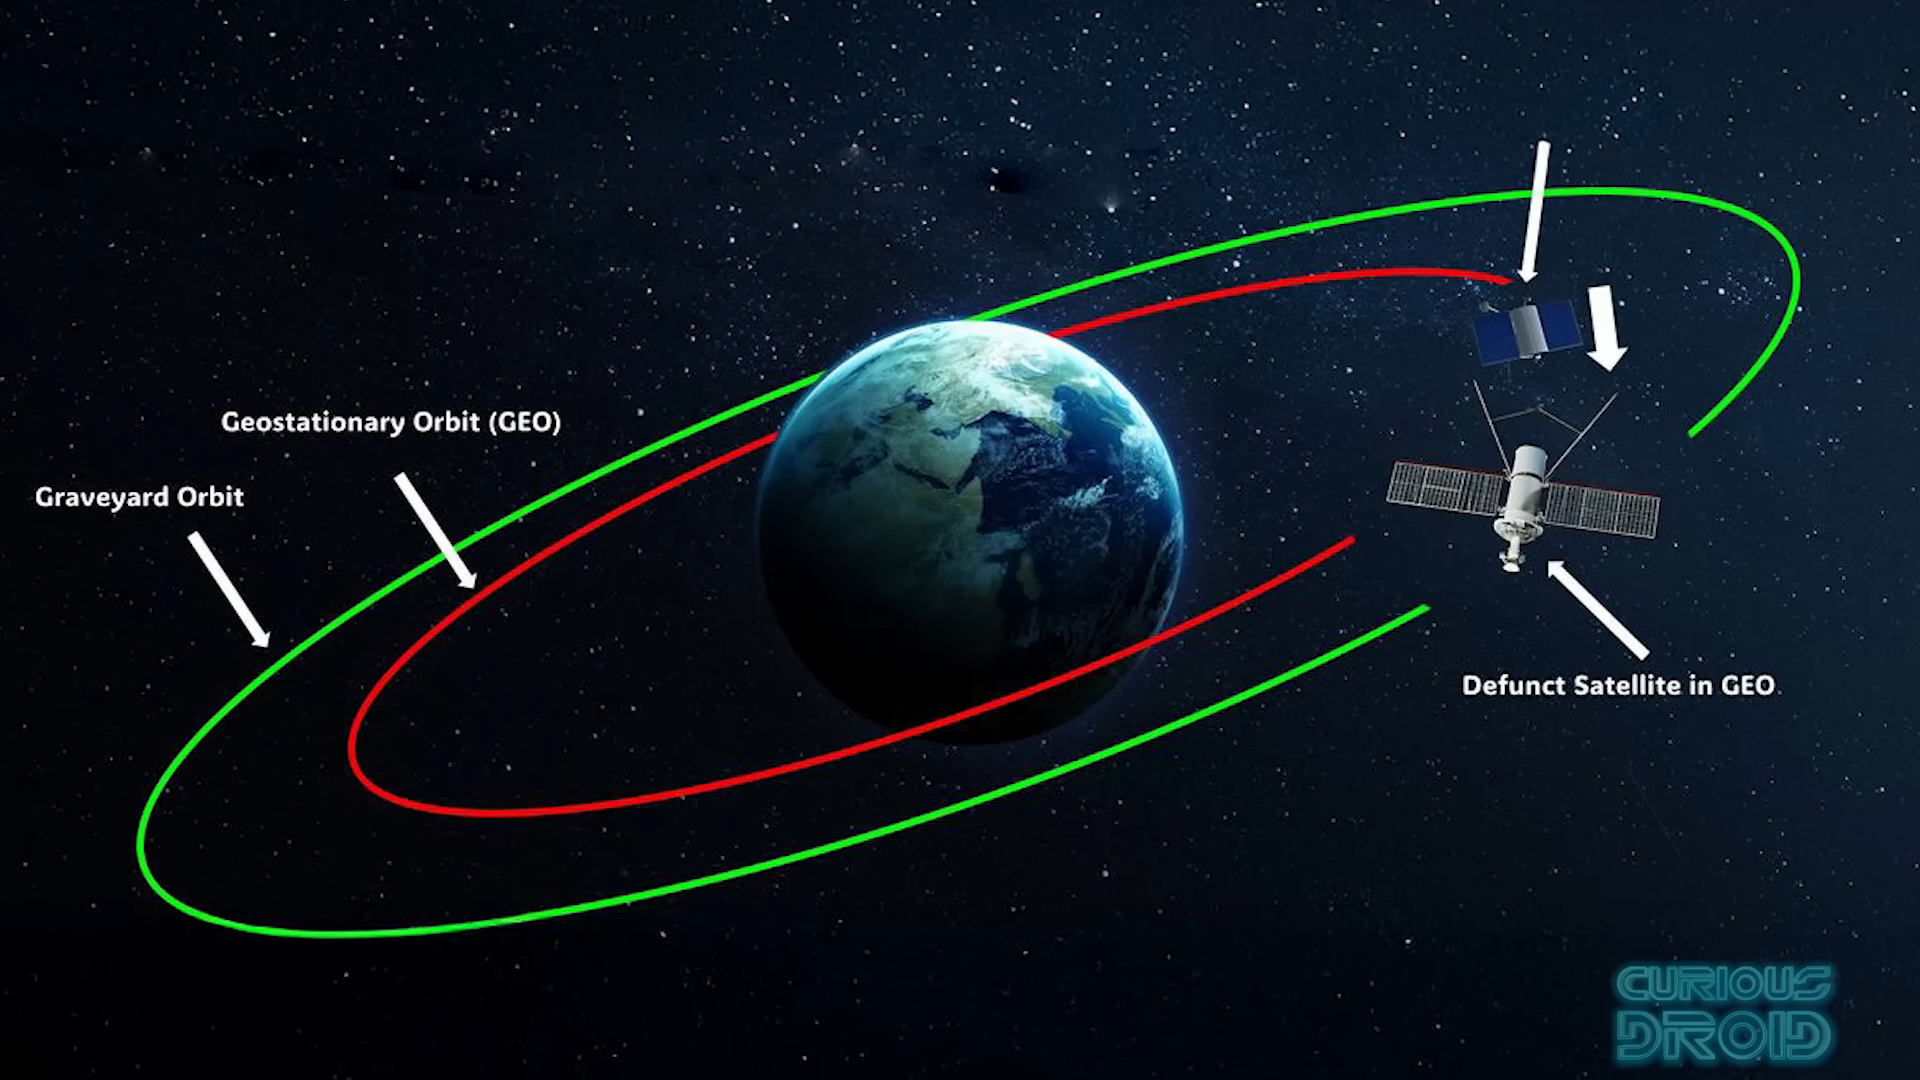 Geostationary Orbit (GEO)
Graveyard Orbit
Defunct Satellite in GEO
CURIOUS
DROID